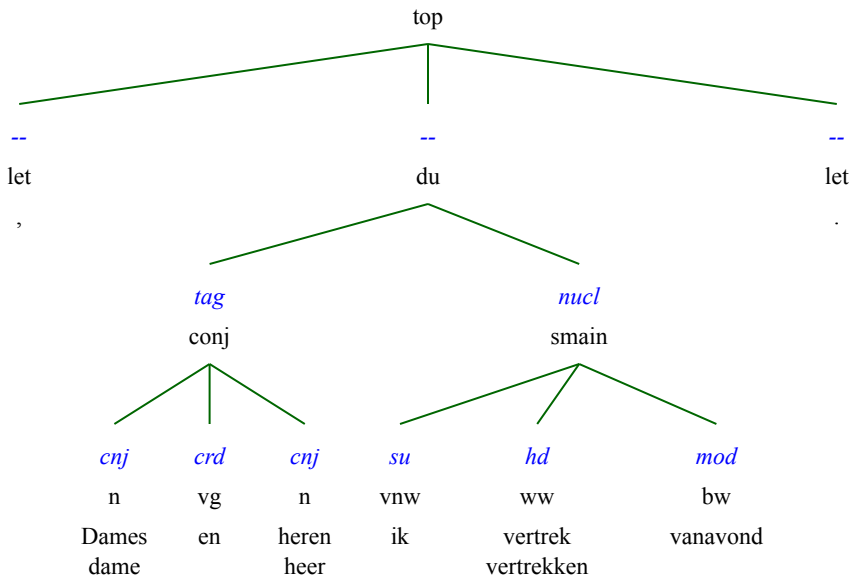 top
-- -- --
let du let
, .
tag nucl
conj smain
cnj crd cnj su hd mod
n vg n vnw ww bw
Dames en heren ik vertrek vanavond
dame heer vertrekken